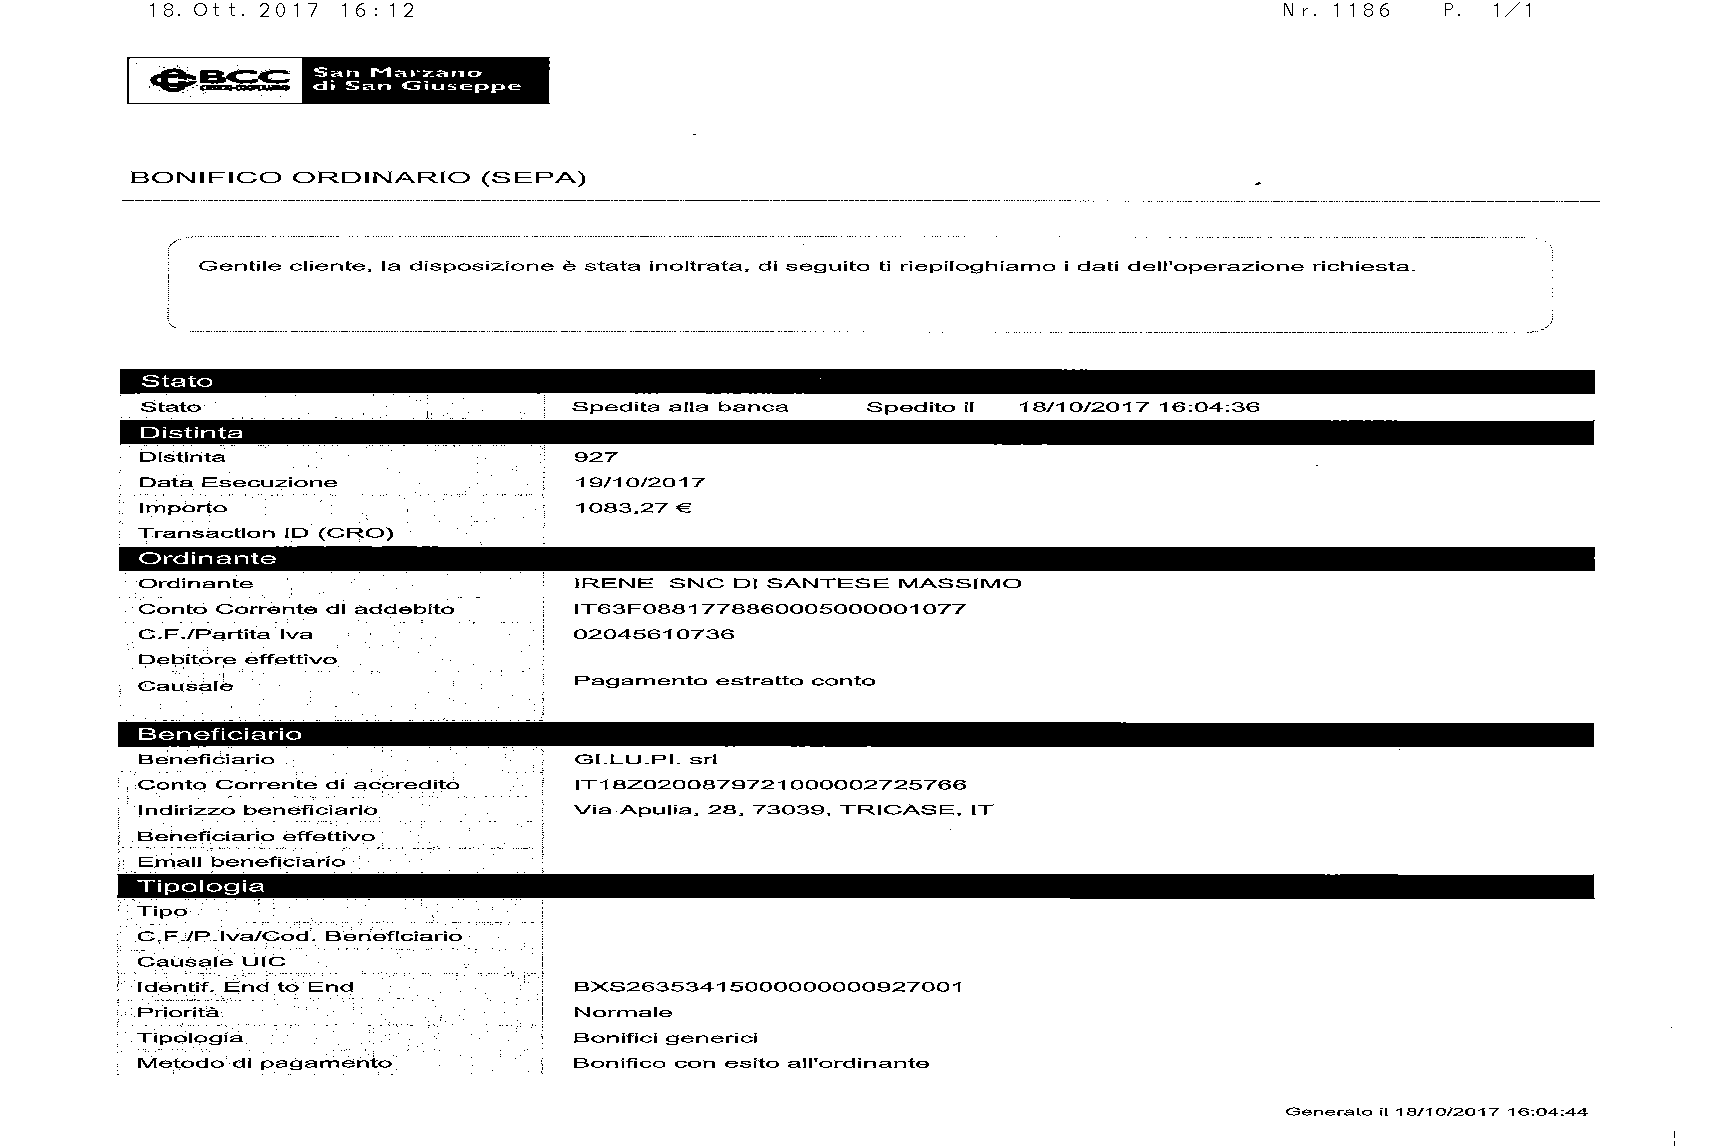 18. Ott. 2017 16:12 Nr. 1186 P. 1/1
BCC San Marzano
CREDITO COOPERATIVO di San Giuseppe
BONIFICO ORDINARIO (SEPA)
Gentile cliente, la disposizione è stata inoltrata, di seguito ti riepiloghiamo i dati dell'operazione richiesta.
Stato
Stato Spedita alla banca Spedito il 18/10/2017 16:04:36
Distinta
Distinta 927
Data Esecuzione 19/10/2017
Importo 1083,27 €
Transaction ID (CRO)
Ordinante
Ordinante IRENE SNC DI SANTESE MASSIMO
Conto Corrente di addebito IT63F0881778860005000001077
C.F./Partita Iva 02045610736
Debitore effettivo
Causale Pagamento estratto conto
Beneficiario
Beneficiario GI.LU.PI. srl
Conto Corrente di accredito IT18Z0200879721000002725766
Indirizzo beneficiario Via Apulia, 28, 73039, TRICASE, IT
Beneficiario effettivo
Email beneficiario
Tipologia
Tipo
C.F./P.Iva/Cod. Beneficiario
Causale UIC
Identif. End to End BXS26353415000000000927001
Priorità Normale
Tipologia Bonifici generici
Metodo di pagamento Bonifico con esito all'ordinante
Generato il 18/10/2017 16:04:44